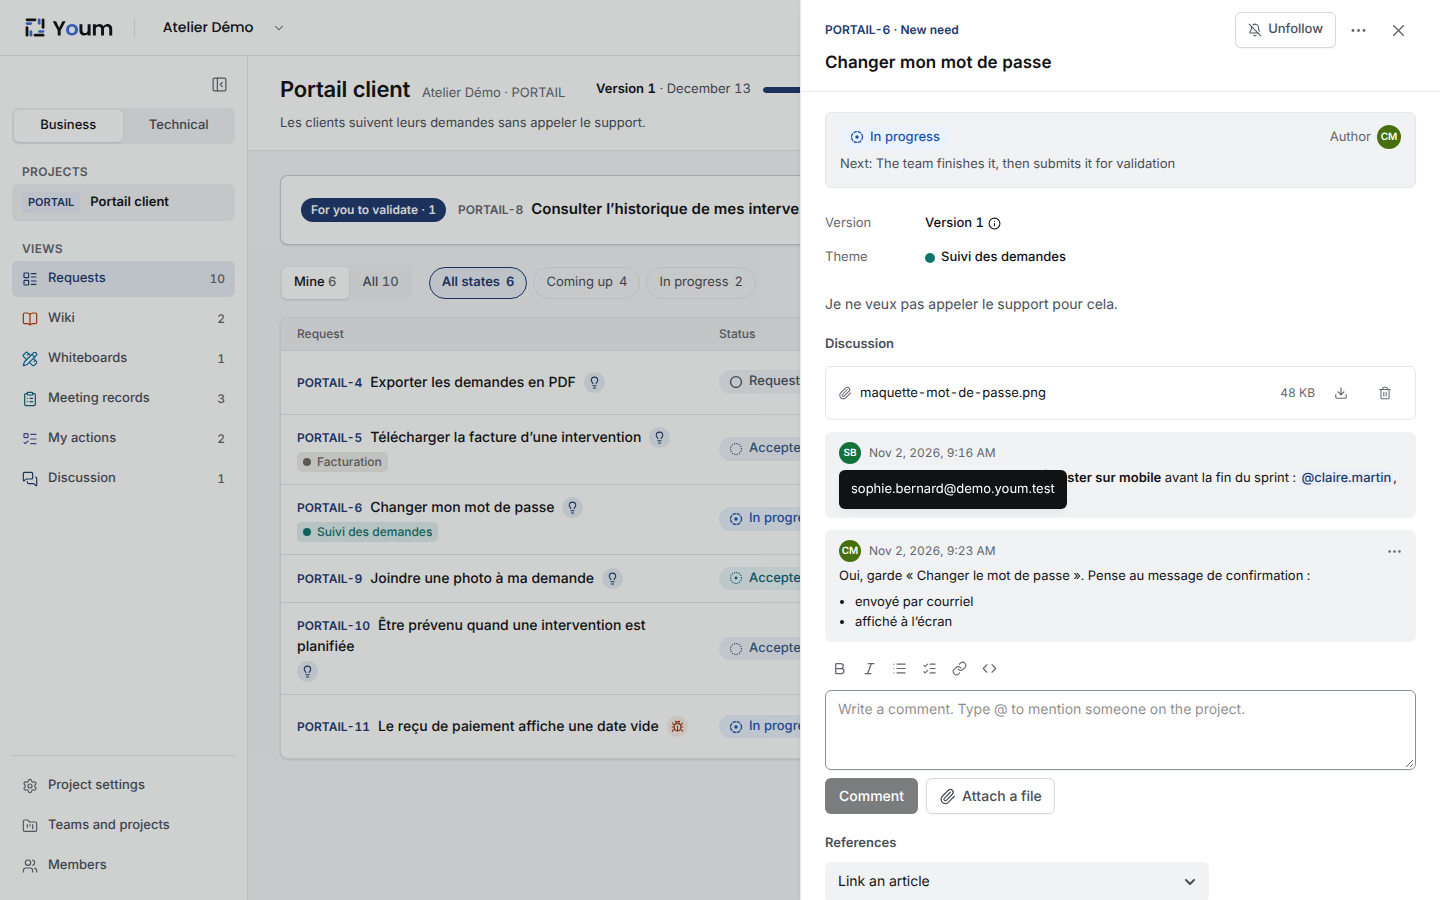 Youm
Atelier Démo
Business
Technical
PROJECTS
PORTAIL Portail client
VIEWS
Requests 10
Wiki 2
Whiteboards 1
Meeting records 3
My actions 2
Discussion 1
Project settings
Teams and projects
Members
Portail client Atelier Démo · PORTAIL Version 1 · December 13
Les clients suivent leurs demandes sans appeler le support.
For you to validate · 1 PORTAIL-8 Consulter l’historique de mes interve
Mine 6 All 10 All states 6 Coming up 4 In progress 2
Request Status
PORTAIL-4 Exporter les demandes en PDF Request
PORTAIL-5 Télécharger la facture d’une intervention Accepte
Facturation
PORTAIL-6 Changer mon mot de passe In progre
Suivi des demandes
PORTAIL-9 Joindre une photo à ma demande Accepte
PORTAIL-10 Être prévenu quand une intervention est
planifiée Accepte
PORTAIL-11 Le reçu de paiement affiche une date vide In progre
PORTAIL-6 · New need
Unfollow
Changer mon mot de passe
In progress
Author CM
Next: The team finishes it, then submits it for validation
Version Version 1
Theme Suivi des demandes
Je ne veux pas appeler le support pour cela.
Discussion
maquette-mot-de-passe.png 48 KB
SB Nov 2, 2026, 9:16 AM
ster sur mobile avant la fin du sprint : @claire.martin,
sophie.bernard@demo.youm.test
CM Nov 2, 2026, 9:23 AM
Oui, garde « Changer le mot de passe ». Pense au message de confirmation :
• envoyé par courriel
• affiché à l’écran
Write a comment. Type @ to mention someone on the project.
Comment
Attach a file
References
Link an article